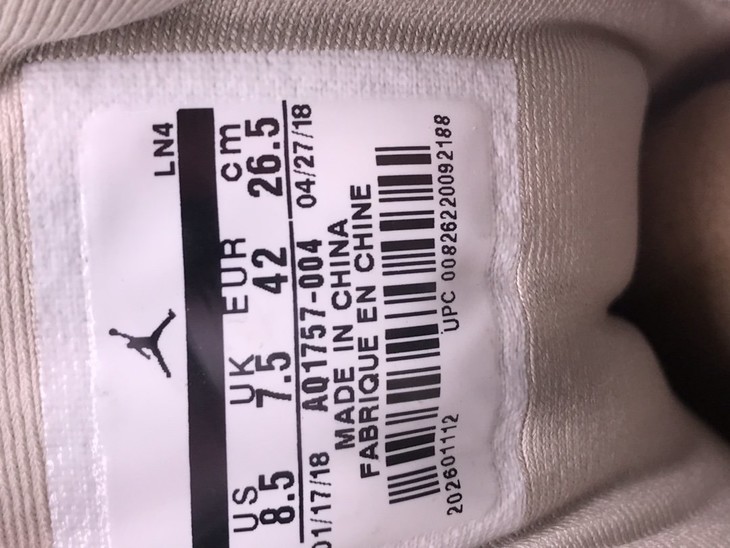 LN4
US UK EUR cm
8.5 7.5 42 26.5
01/17/18 AQ1757-004 04/27/18
MADE IN CHINA
FABRIQUE EN CHINE
202601112 UPC 00826220092188